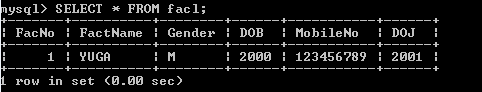 mysql> SELECT * FROM fac1;
+-------+----------+--------+------+-----------+------+
| FacNo | FactName | Gender | DOB  | MobileNo  | DOJ  |
+-------+----------+--------+------+-----------+------+
|     1 | YUGA     | M      | 2000 | 123456789 | 2001 |
+-------+----------+--------+------+-----------+------+
1 row in set (0.00 sec)